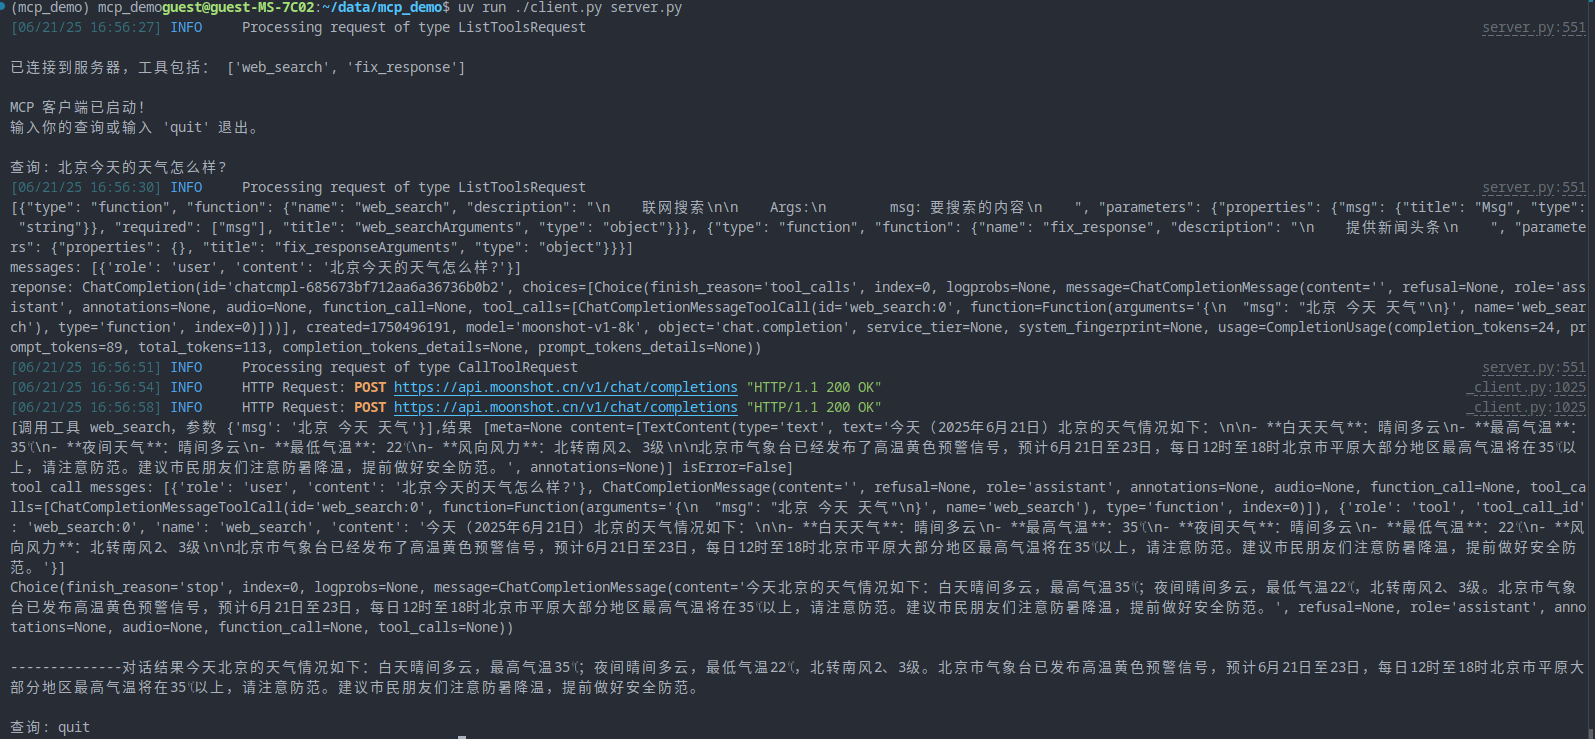 (mcp_demo) mcp_demoguest@guest-MS-7C02:~/data/mcp_demo$ uv run ./client.py server.py
[06/21/25 16:56:27] INFO     Processing request of type ListToolsRequest     server.py:551
已连接到服务器，工具包括： ['web_search', 'fix_response']
MCP 客户端已启动！
输入你的查询或输入 'quit' 退出。
查询：北京今天的天气怎么样？
[06/21/25 16:56:30] INFO     Processing request of type ListToolsRequest     server.py:551
[{"type": "function", "function": {"name": "web_search", "description": "\n    联网搜索\n\n    Args:\n        msg: 要搜索的内容\n    ", "parameters": {"properties": {"msg": {"title": "Msg", "type":
 "string"}}, "required": ["msg"], "title": "web_searchArguments", "type": "object"}}}, {"type": "function", "function": {"name": "fix_response", "description": "\n    提供新闻头条\n    ", "paramete
rs": {"properties": {}, "title": "fix_responseArguments", "type": "object"}}}]
messages: [{'role': 'user', 'content': '北京今天的天气怎么样？'}]
reponse: ChatCompletion(id='chatcmpl-685673bf712aa6a36736b0b2', choices=[Choice(finish_reason='tool_calls', index=0, logprobs=None, message=ChatCompletionMessage(content='', refusal=None, role='ass
istant', annotations=None, audio=None, function_call=None, tool_calls=[ChatCompletionMessageToolCall(id='web_search:0', function=Function(arguments='{\n  "msg": "北京 今天 天气"\n}', name='web_sear
ch'), type='function', index=0)]))], created=1750496191, model='moonshot-v1-8k', object='chat.completion', service_tier=None, system_fingerprint=None, usage=CompletionUsage(completion_tokens=24, pr
ompt_tokens=89, total_tokens=113, completion_tokens_details=None, prompt_tokens_details=None))
[06/21/25 16:56:51] INFO     Processing request of type CallToolRequest     server.py:551
[06/21/25 16:56:54] INFO     HTTP Request: POST https://api.moonshot.cn/v1/chat/completions "HTTP/1.1 200 OK"     _client.py:1025
[06/21/25 16:56:58] INFO     HTTP Request: POST https://api.moonshot.cn/v1/chat/completions "HTTP/1.1 200 OK"     _client.py:1025
[调用工具 web_search，参数 {'msg': '北京 今天 天气'}],结果 [meta=None content=[TextContent(type='text', text='今天（2025年6月21日）北京的天气情况如下：\n\n\n- **白天天气**：晴间多云\n- **最高气温**：
35℃\n- **夜间天气**：晴间多云\n- **最低气温**：22℃\n- **风向风力**：北转南风2、3级\n\n北京市气象台已经发布了高温黄色预警信号，预计6月21日至23日，每日12时至18时北京市平原大部分地区最高气温将在35℃以
上，请注意防范。建议市民朋友们注意防暑降温，提前做好安全防范。', annotations=None)] isError=False]
tool call messges: [{'role': 'user', 'content': '北京今天的天气怎么样？'}, ChatCompletionMessage(content='', refusal=None, role='assistant', annotations=None, audio=None, function_call=None, tool_ca
lls=[ChatCompletionMessageToolCall(id='web_search:0', function=Function(arguments='{\n  "msg": "北京 今天 天气"\n}', name='web_search'), type='function', index=0)]), {'role': 'tool', 'tool_call_id'
: 'web_search:0', 'name': 'web_search', 'content': '今天（2025年6月21日）北京的天气情况如下：\n\n\n- **白天天气**：晴间多云\n- **最高气温**：35℃\n- **夜间天气**：晴间多云\n- **最低气温**：22℃\n- **风
向风力**：北转南风2、3级\n\n北京市气象台已经发布了高温黄色预警信号，预计6月21日至23日，每日12时至18时北京市平原大部分地区最高气温将在35℃以上，请注意防范。建议市民朋友们注意防暑降温，提前做好安全防
范。'}]
Choice(finish_reason='stop', index=0, logprobs=None, message=ChatCompletionMessage(content='今天北京的天气情况如下：白天晴间多云，最高气温35℃；夜间晴间多云，最低气温22℃，北转南风2、3级。北京市气象
台已发布高温黄色预警信号，预计6月21日至23日，每日12时至18时北京市平原大部分地区最高气温将在35℃以上，请注意防范。建议市民朋友们注意防暑降温，提前做好安全防范。', refusal=None, role='assistant', anno
tations=None, audio=None, function_call=None, tool_calls=None))
--------------对话结果今天北京的天气情况如下：白天晴间多云，最高气温35℃；夜间晴间多云，最低气温22℃，北转南风2、3级。北京市气象台已发布高温黄色预警信号，预计6月21日至23日，每日12时至18时北京市平原大
部分地区最高气温将在35℃以上，请注意防范。建议市民朋友们注意防暑降温，提前做好安全防范。
查询：quit